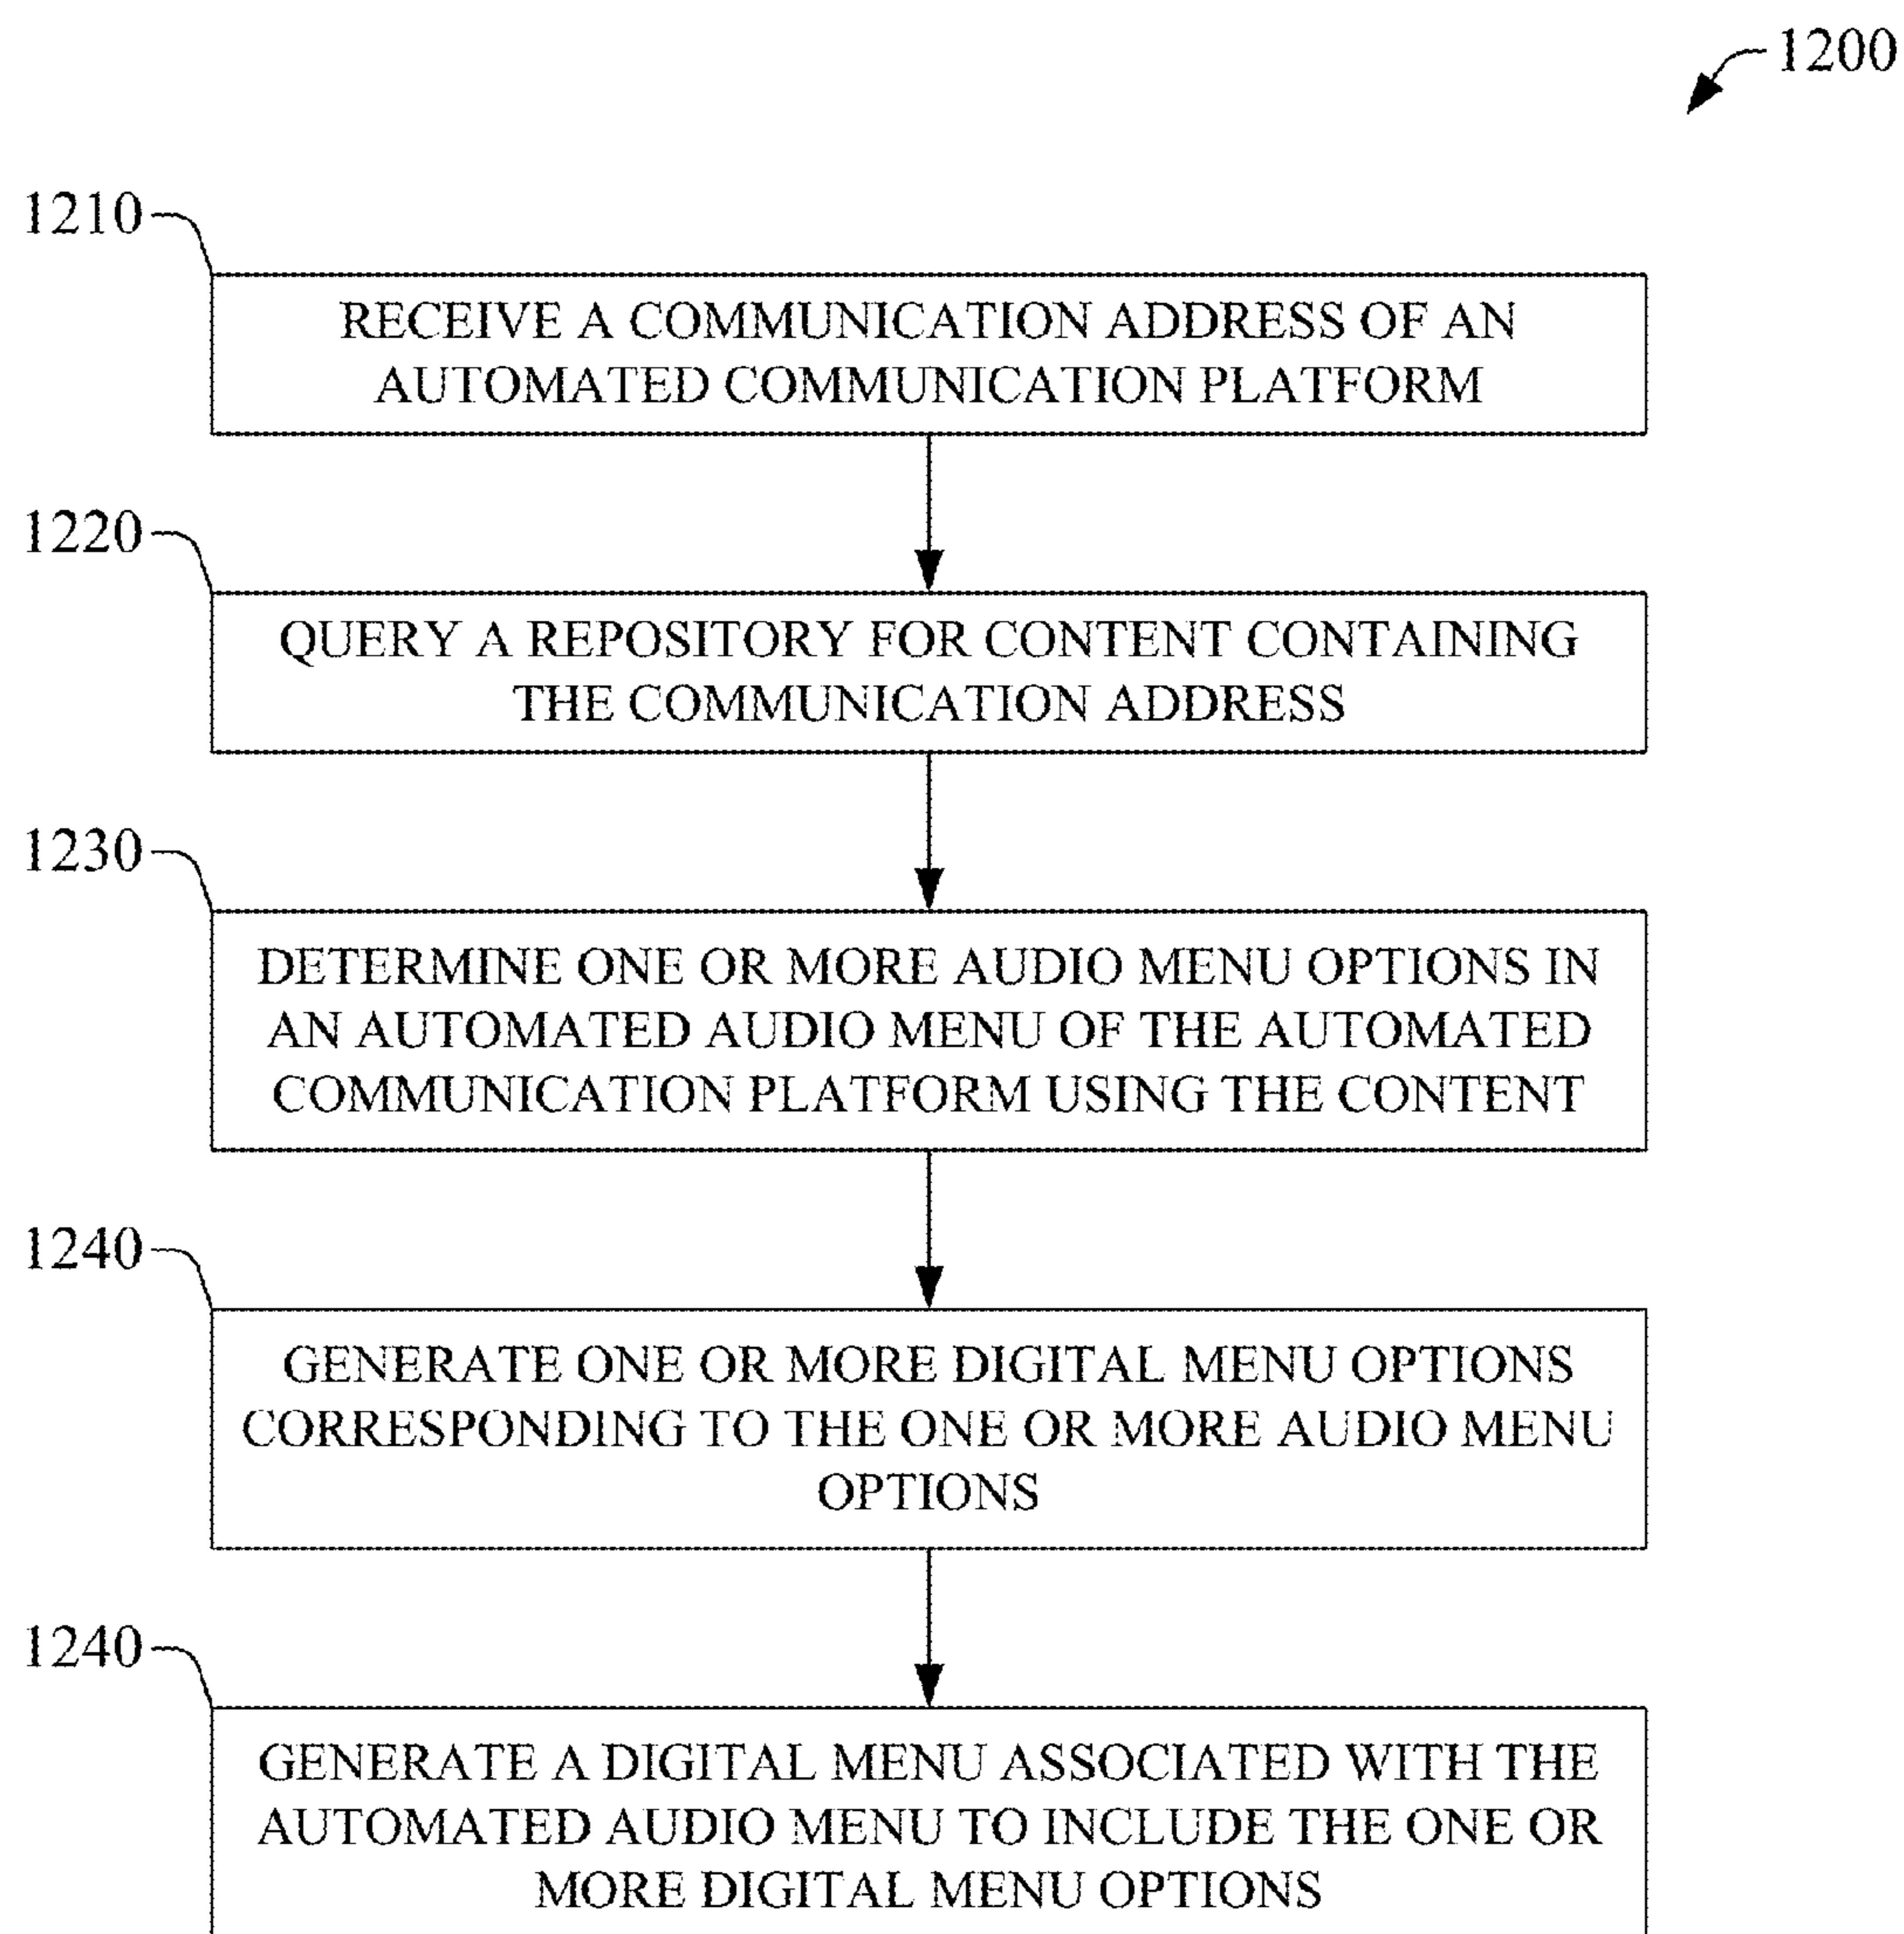 1200
1210
RECEIVE A COMMUNICATION ADDRESS OF AN
AUTOMATED COMMUNICATION PLATFORM
1220
QUERY A REPOSITORY FOR CONTENT CONTAINING
THE COMMUNICATION ADDRESS
1230
DETERMINE ONE OR MORE AUDIO MENU OPTIONS IN
AN AUTOMATED AUDIO MENU OF THE AUTOMATED
COMMUNICATION PLATFORM USING THE CONTENT
1240
GENERATE ONE OR MORE DIGITAL MENU OPTIONS
CORRESPONDING TO THE ONE OR MORE AUDIO MENU
OPTIONS
1240
GENERATE A DIGITAL MENU ASSOCIATED WITH THE
AUTOMATED AUDIO MENU TO INCLUDE THE ONE OR
MORE DIGITAL MENU OPTIONS